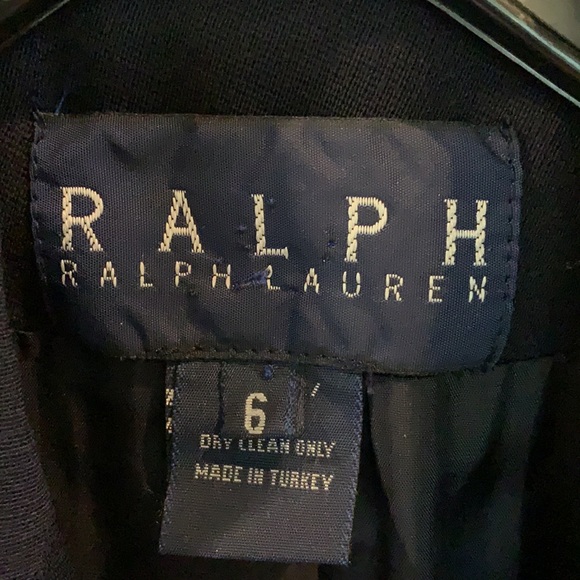 RALPH
RALPH LAUREN
6
DRY CLEAN ONLY
MADE IN TURKEY